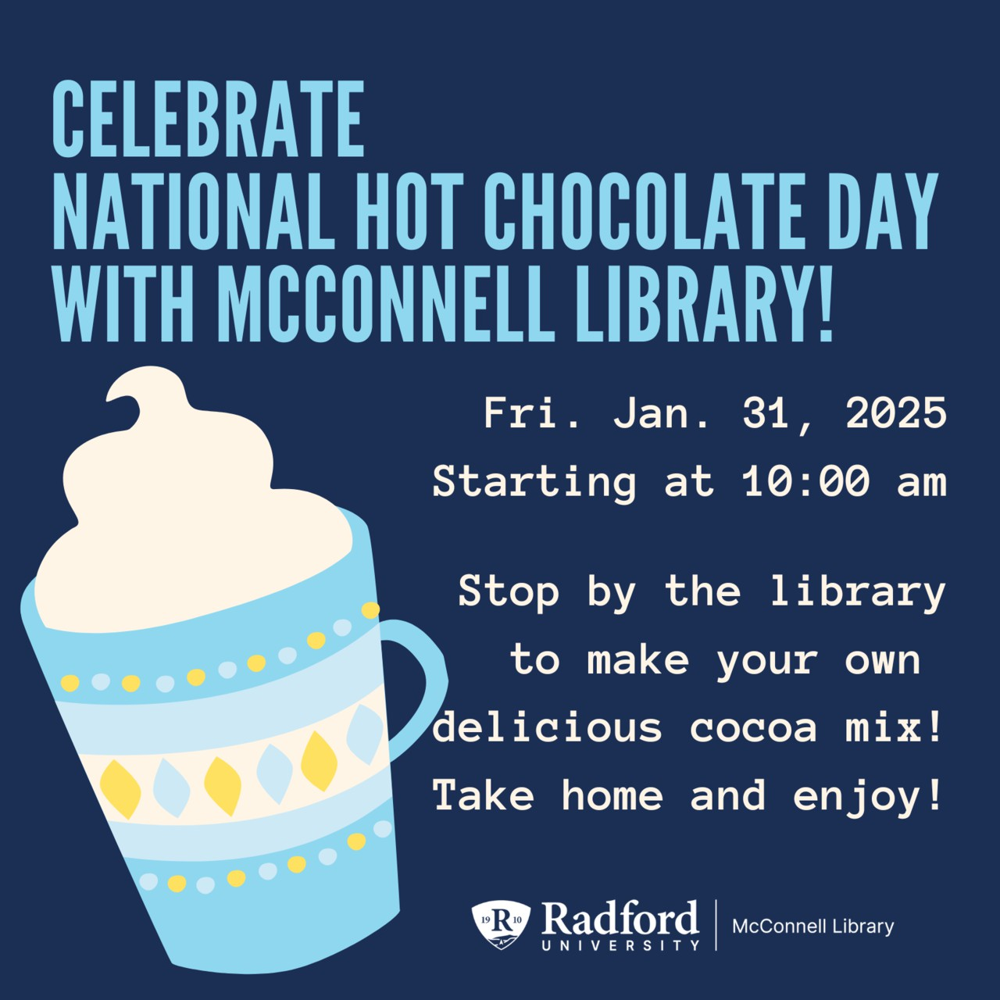 CELEBRATE
NATIONAL HOT CHOCOLATE DAY
WITH MCCONNELL LIBRARY!
Fri. Jan. 31, 2025
Starting at 10:00 am
Stop by the library
to make your own
delicious cocoa mix!
Take home and enjoy!
19 R 10
Radford
UNIVERSITY
McConnell Library